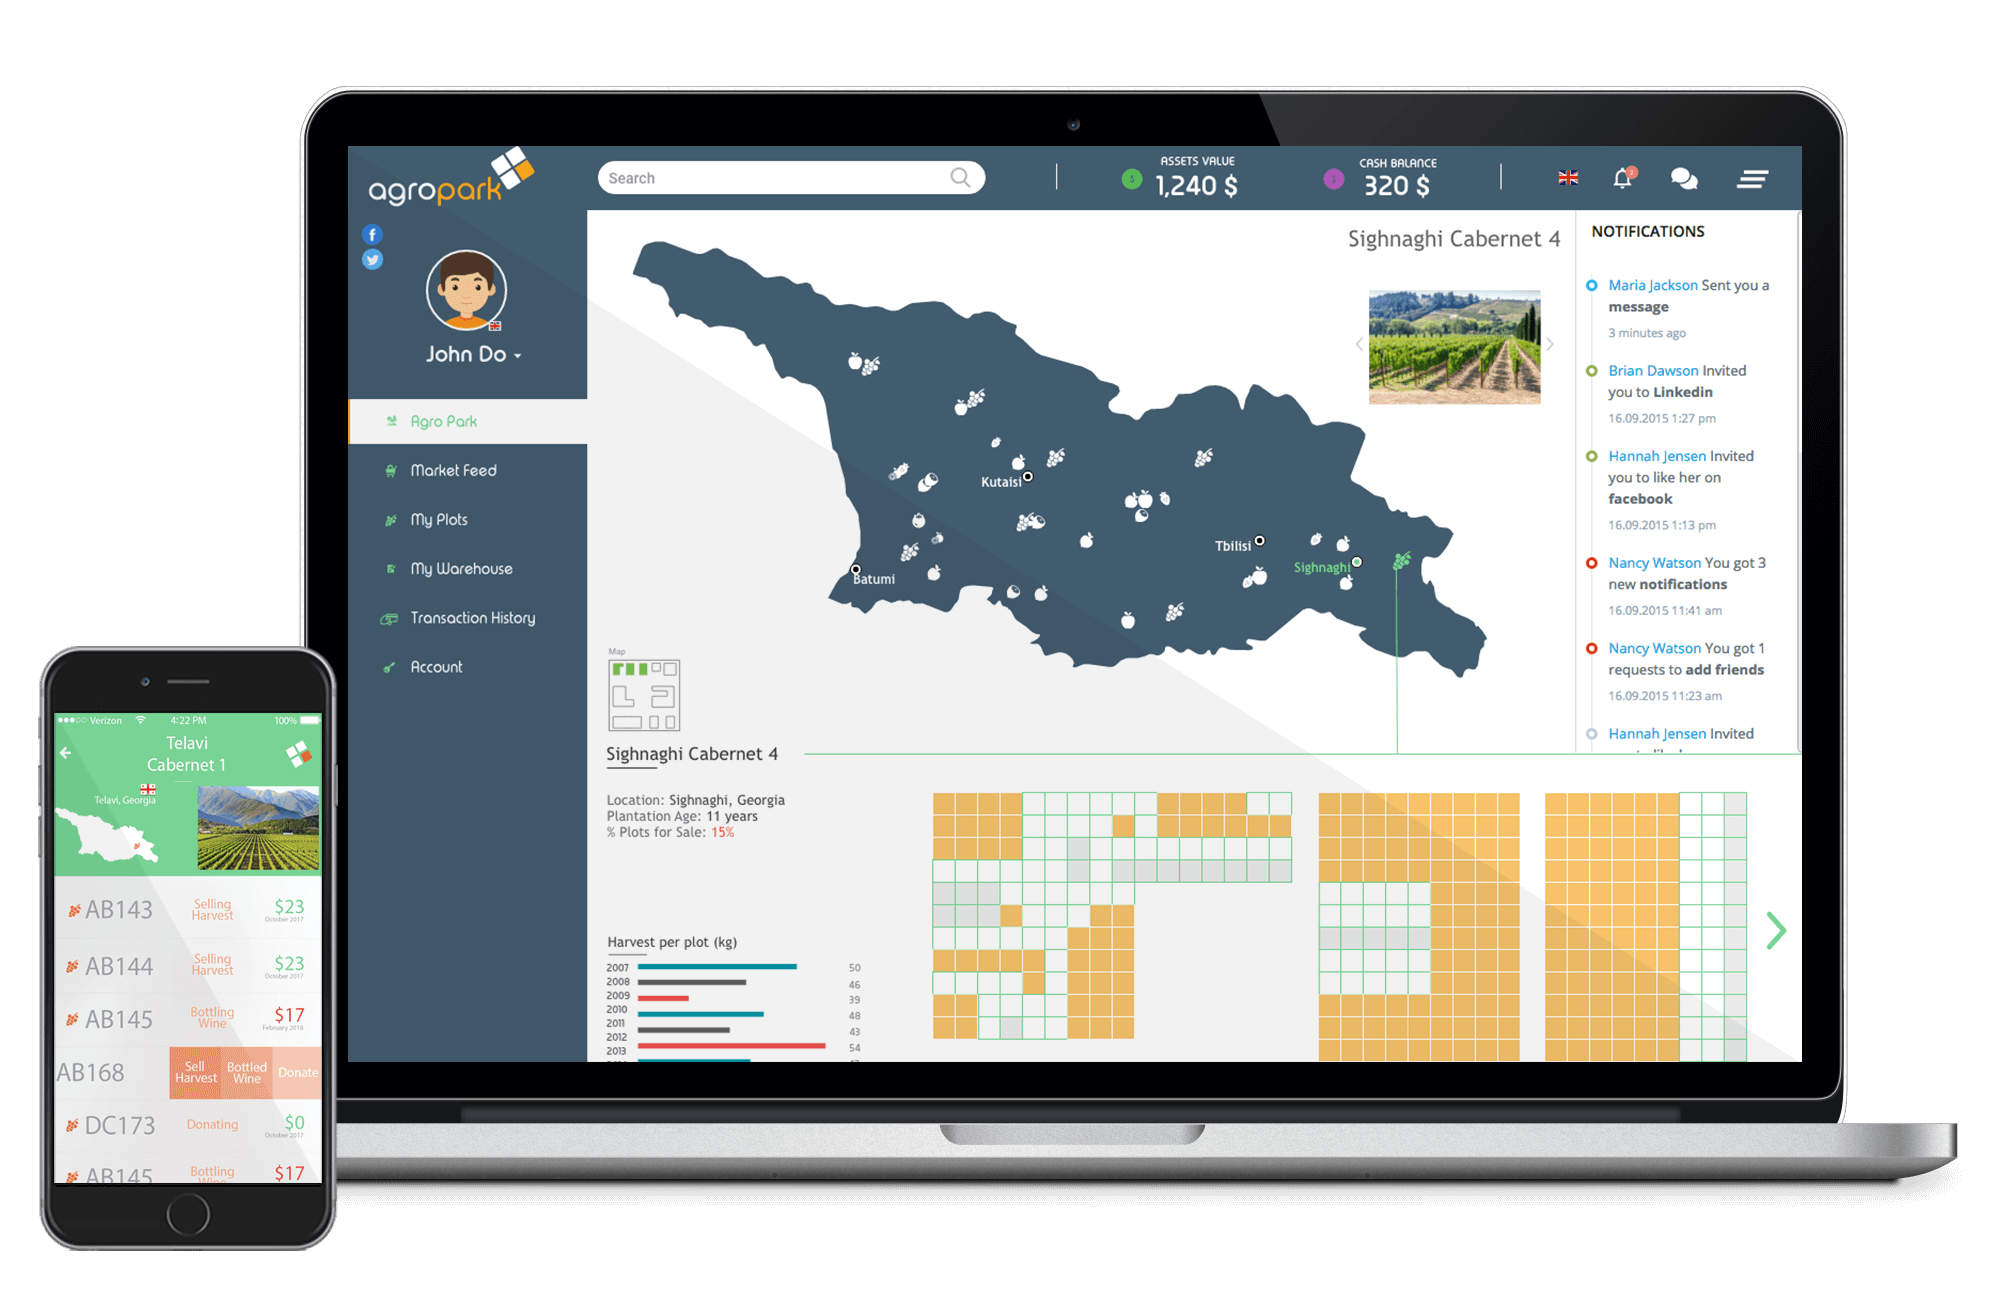 agropark
Search
ASSETS VALUE
1,240 $
CASH BALANCE
320 $
John Do
Agro Park
Market Feed
My Plots
My Warehouse
Transaction History
Account
Kutaisi
Batumi
Tbilisi
Sighnaghi
Sighnaghi Cabernet 4
NOTIFICATIONS
Maria Jackson Sent you a
message
3 minutes ago
Brian Dawson Invited
you to Linkedin
16.09.2015 1:27 pm
Hannah Jensen Invited
you to like her on
facebook
16.09.2015 1:13 pm
Nancy Watson You got 3
new notifications
16.09.2015 11:41 am
Nancy Watson You got 1
requests to add friends
16.09.2015 11:23 am
Hannah Jensen Invited
Map
Sighnaghi Cabernet 4
Location: Sighnaghi, Georgia
Plantation Age: 11 years
% Plots for Sale: 15%
Harvest per plot (kg)
2007 50
2008 46
2009 39
2010 48
2011 43
2012 54
2013
Verizon 4:22 PM 100%
Telavi
Cabernet 1
Telavi, Georgia
AB143 Selling Harvest $23
October 2017
AB144 Selling Harvest $23
October 2017
AB145 Bottling Wine $17
February 2018
AB168 Sell Harvest Bottled Wine Donate
DC173 Donating $0
October 2017
AB145 Bottling $17